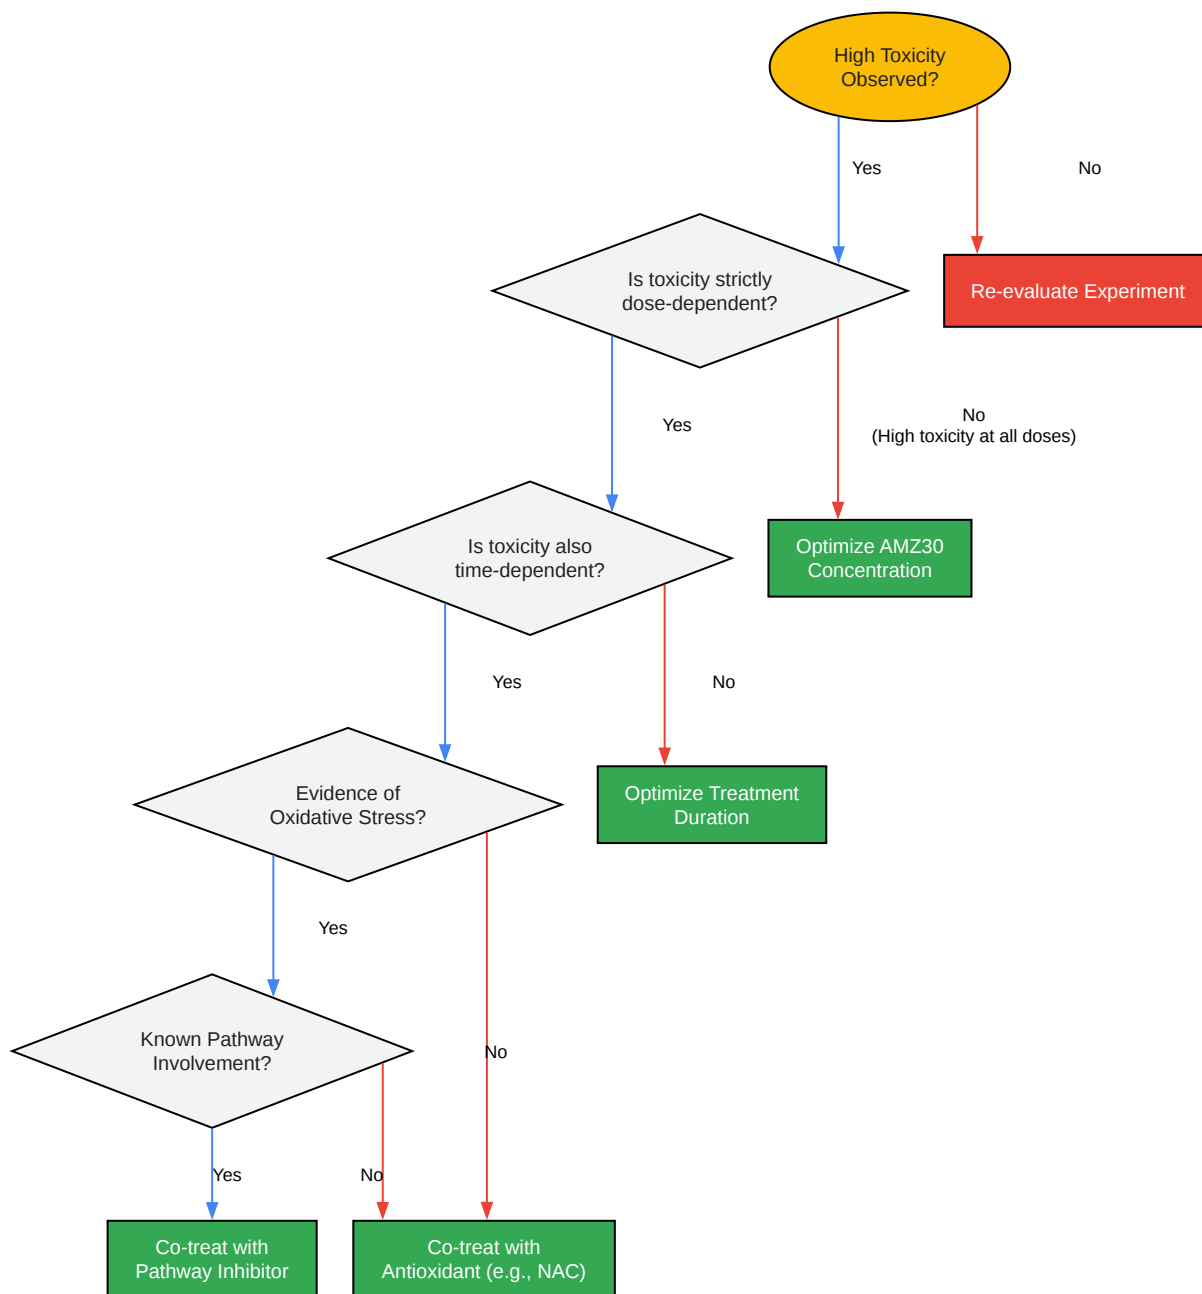 High Toxicity
Observed?
Yes
No
Is toxicity strictly
dose-dependent?
Re-evaluate Experiment
Yes
No
(High toxicity at all doses)
Is toxicity also
time-dependent?
Optimize AMZ30
Concentration
Yes
No
Evidence of
Oxidative Stress?
Optimize Treatment
Duration
Yes
Known Pathway
Involvement?
No
Yes
No
Co-treat with
Pathway Inhibitor
Co-treat with
Antioxidant (e.g., NAC)